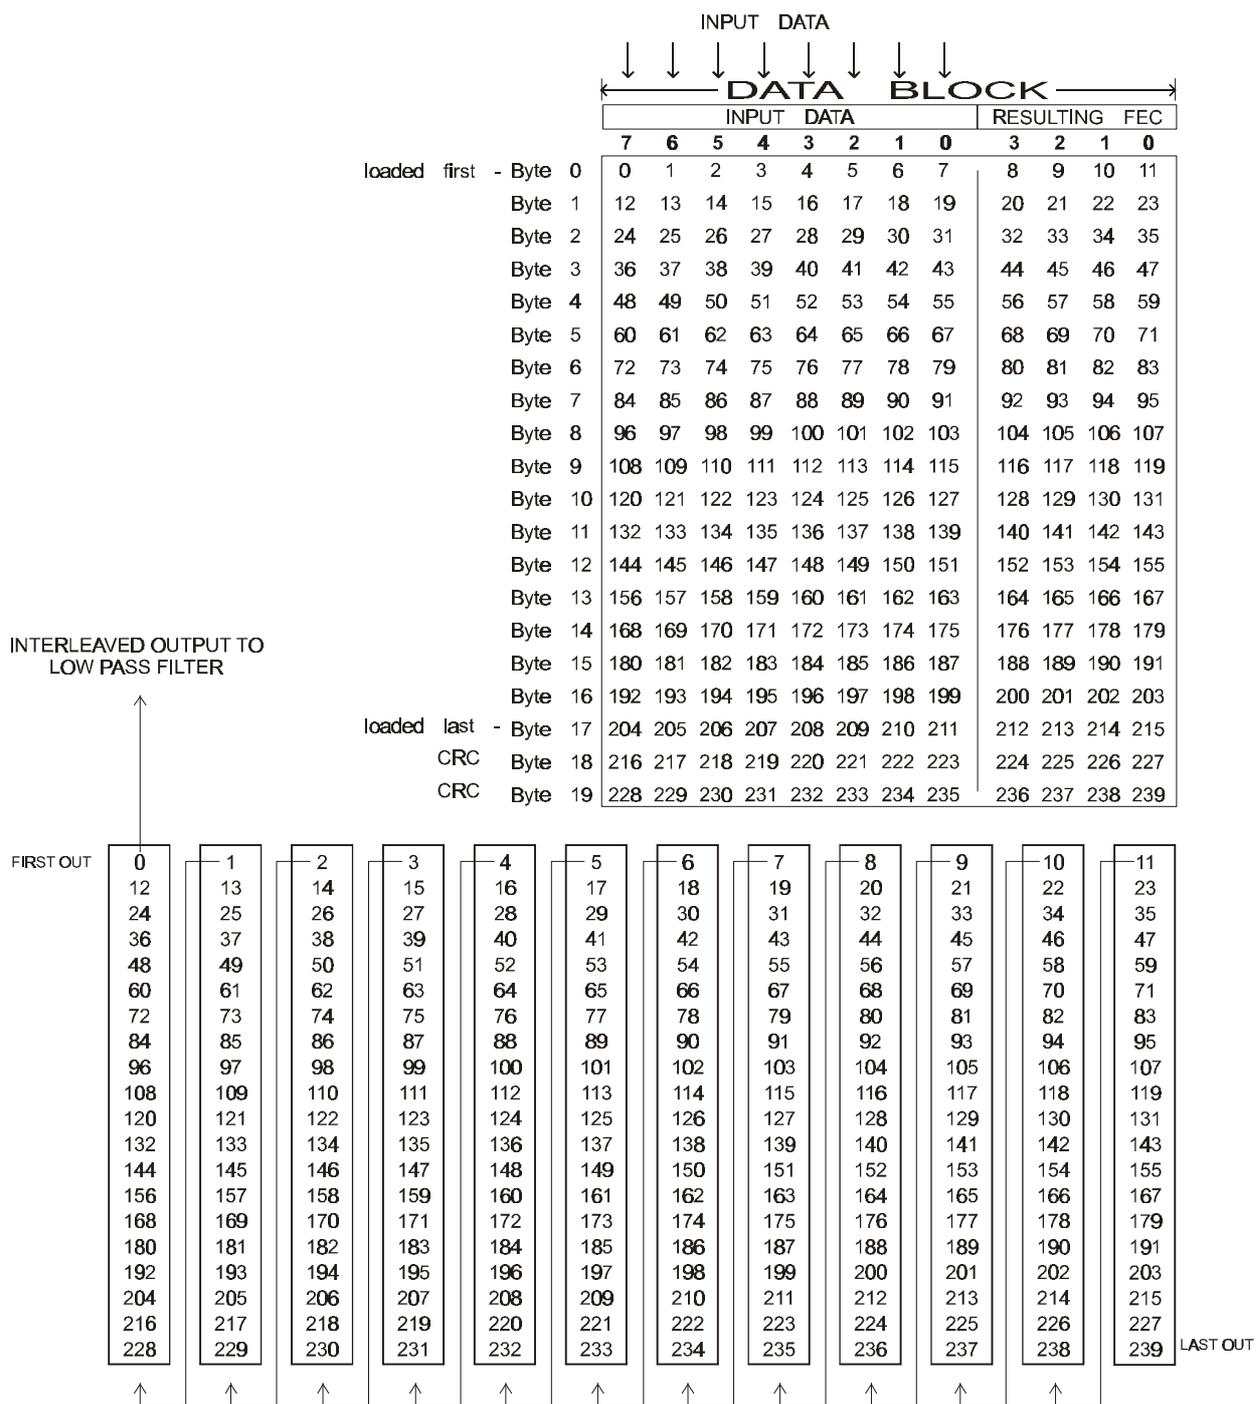 INPUT DATA
DATA BLOCK
INPUT DATA RESULTING FEC
7 6 5 4 3 2 1 0 3 2 1 0
loaded first - Byte 0 0 1 2 3 4 5 6 7 8 9 10 11
Byte 1 12 13 14 15 16 17 18 19 20 21 22 23
Byte 2 24 25 26 27 28 29 30 31 32 33 34 35
Byte 3 36 37 38 39 40 41 42 43 44 45 46 47
Byte 4 48 49 50 51 52 53 54 55 56 57 58 59
Byte 5 60 61 62 63 64 65 66 67 68 69 70 71
Byte 6 72 73 74 75 76 77 78 79 80 81 82 83
Byte 7 84 85 86 87 88 89 90 91 92 93 94 95
Byte 8 96 97 98 99 100 101 102 103 104 105 106 107
Byte 9 108 109 110 111 112 113 114 115 116 117 118 119
Byte 10 120 121 122 123 124 125 126 127 128 129 130 131
Byte 11 132 133 134 135 136 137 138 139 140 141 142 143
Byte 12 144 145 146 147 148 149 150 151 152 153 154 155
Byte 13 156 157 158 159 160 161 162 163 164 165 166 167
Byte 14 168 169 170 171 172 173 174 175 176 177 178 179
Byte 15 180 181 182 183 184 185 186 187 188 189 190 191
Byte 16 192 193 194 195 196 197 198 199 200 201 202 203
loaded last - Byte 17 204 205 206 207 208 209 210 211 212 213 214 215
CRC Byte 18 216 217 218 219 220 221 222 223 224 225 226 227
CRC Byte 19 228 229 230 231 232 233 234 235 236 237 238 239
INTERLEAVED OUTPUT TO
LOW PASS FILTER
FIRST OUT 0 1 2 3 4 5 6 7 8 9 10 11
12 13 14 15 16 17 18 19 20 21 22 23
24 25 26 27 28 29 30 31 32 33 34 35
36 37 38 39 40 41 42 43 44 45 46 47
48 49 50 51 52 53 54 55 56 57 58 59
60 61 62 63 64 65 66 67 68 69 70 71
72 73 74 75 76 77 78 79 80 81 82 83
84 85 86 87 88 89 90 91 92 93 94 95
96 97 98 99 100 101 102 103 104 105 106 107
108 109 110 111 112 113 114 115 116 117 118 119
120 121 122 123 124 125 126 127 128 129 130 131
132 133 134 135 136 137 138 139 140 141 142 143
144 145 146 147 148 149 150 151 152 153 154 155
156 157 158 159 160 161 162 163 164 165 166 167
168 169 170 171 172 173 174 175 176 177 178 179
180 181 182 183 184 185 186 187 188 189 190 191
192 193 194 195 196 197 198 199 200 201 202 203
204 205 206 207 208 209 210 211 212 213 214 215
216 217 218 219 220 221 222 223 224 225 226 227
228 229 230 231 232 233 234 235 236 237 238 239 LAST OUT